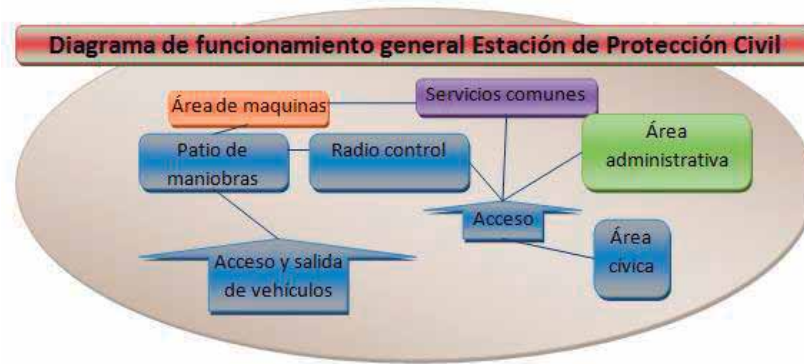 Diagrama de funcionamiento general Estación de Protección Civil
Área de maquinas
Servicios comunes
Patio de
maniobras
Radio control
Área
administrativa
Acceso
Área
cívica
Acceso y salida
de vehículos